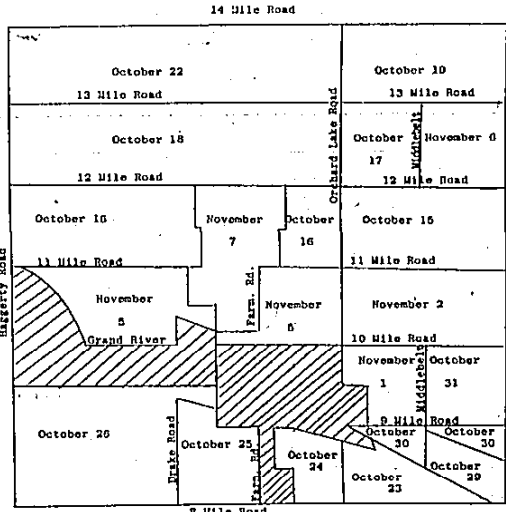 14 Mile Road
October 22
October 10
13 Mile Road
13 Mile Road
Orchard Lake Road
October 18
October
17
Middlebelt
November 6
12 Mile Road
12 Mile Road
October 16
November
7
October
16
October 15
11 Mile Road
11 Mile Road
Haggerty Road
November
5
Farm. Rd.
November
6
November 2
Grand River
10 Mile Road
November
1
Middlebelt
October
31
9 Mile Road
October 26
Drake Road
October 25
Farm Rd
October
24
October
30
October
30
October
23
October
29
8 Mile Road